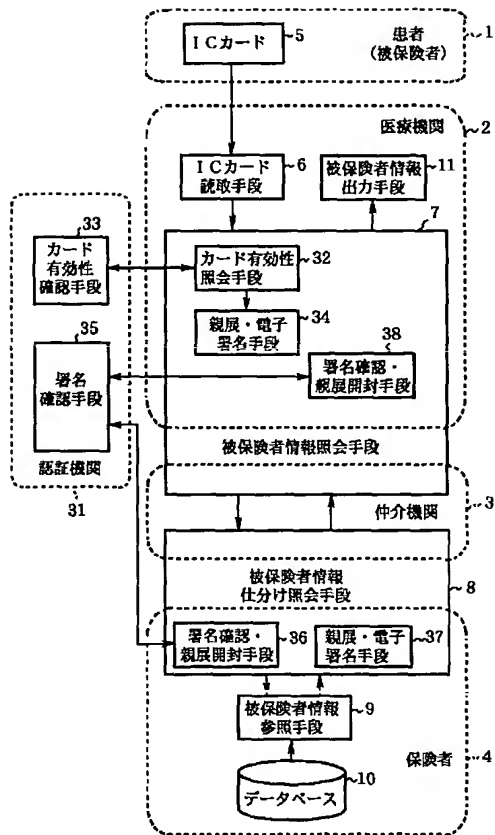 患者
(被保険者)
1
ICカード
5
医療機関
2
ICカード
読取手段
6
被保険者情報
出力手段
11
7
33
カード
有効性
確認手段
カード有効性
照会手段
32
親展・電子
署名手段
34
35
署名
確認手段
38
署名確認・
親展開封手段
認証機関
31
被保険者情報照会手段
仲介機関
3
被保険者情報
仕分け照会手段
8
署名確認・
親展開封手段
36
親展・電子
署名手段
37
被保険者情報
参照手段
9
保険者
4
データベース
10